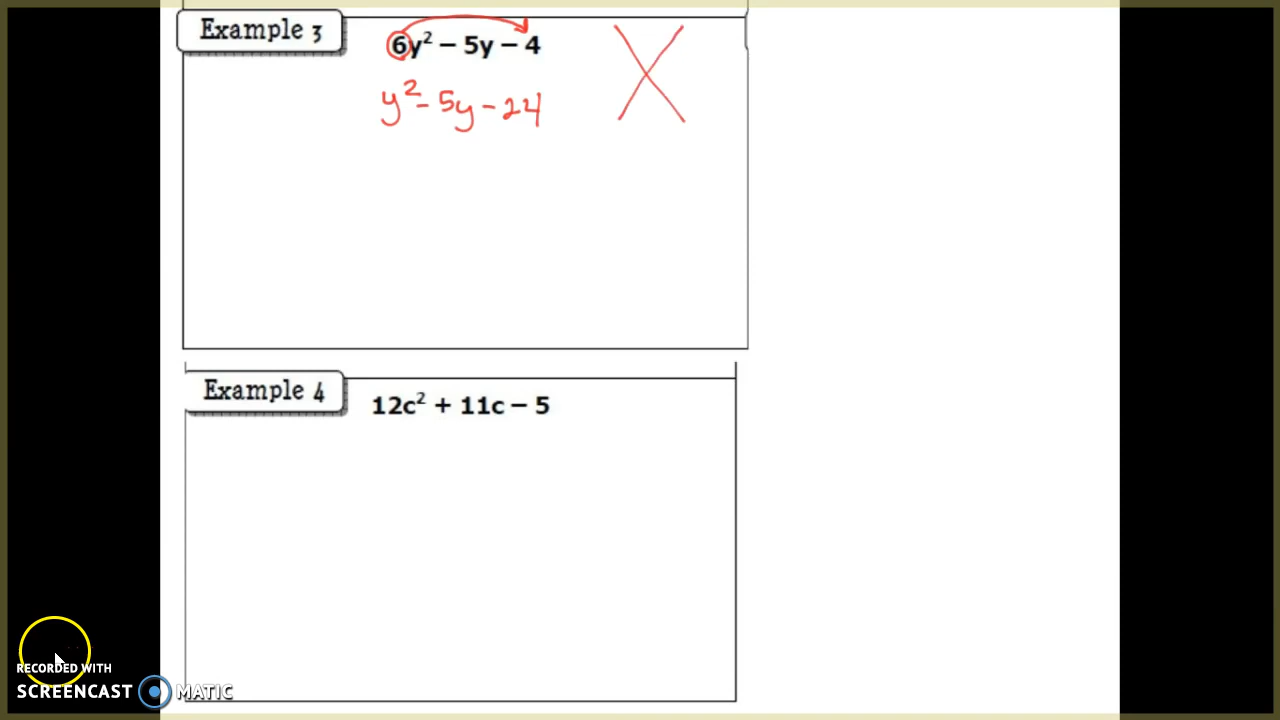 Example 3
6y² – 5y – 4
y² - 5y - 24
Example 4
12c² + 11c – 5
RECORDED WITH
SCREENCAST MATIC